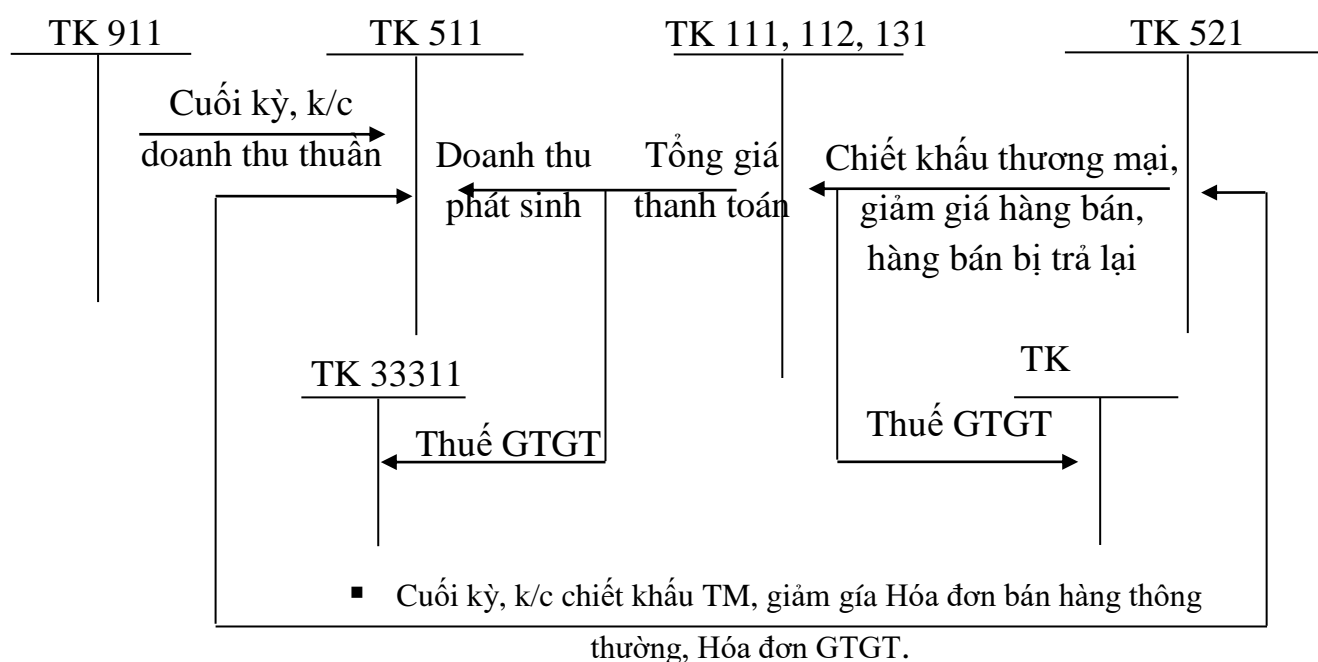 TK 911
TK 511
TK 111, 112, 131
TK 521
Cuối kỳ, k/c
doanh thu thuần
Doanh thu
phát sinh
Tổng giá
thanh toán
Chiết khấu thương mại,
giảm giá hàng bán,
hàng bán bị trả lại
TK 33311
TK
Thuế GTGT
Thuế GTGT
▪ Cuối kỳ, k/c chiết khấu TM, giảm gía Hóa đơn bán hàng thông
thường, Hóa đơn GTGT.